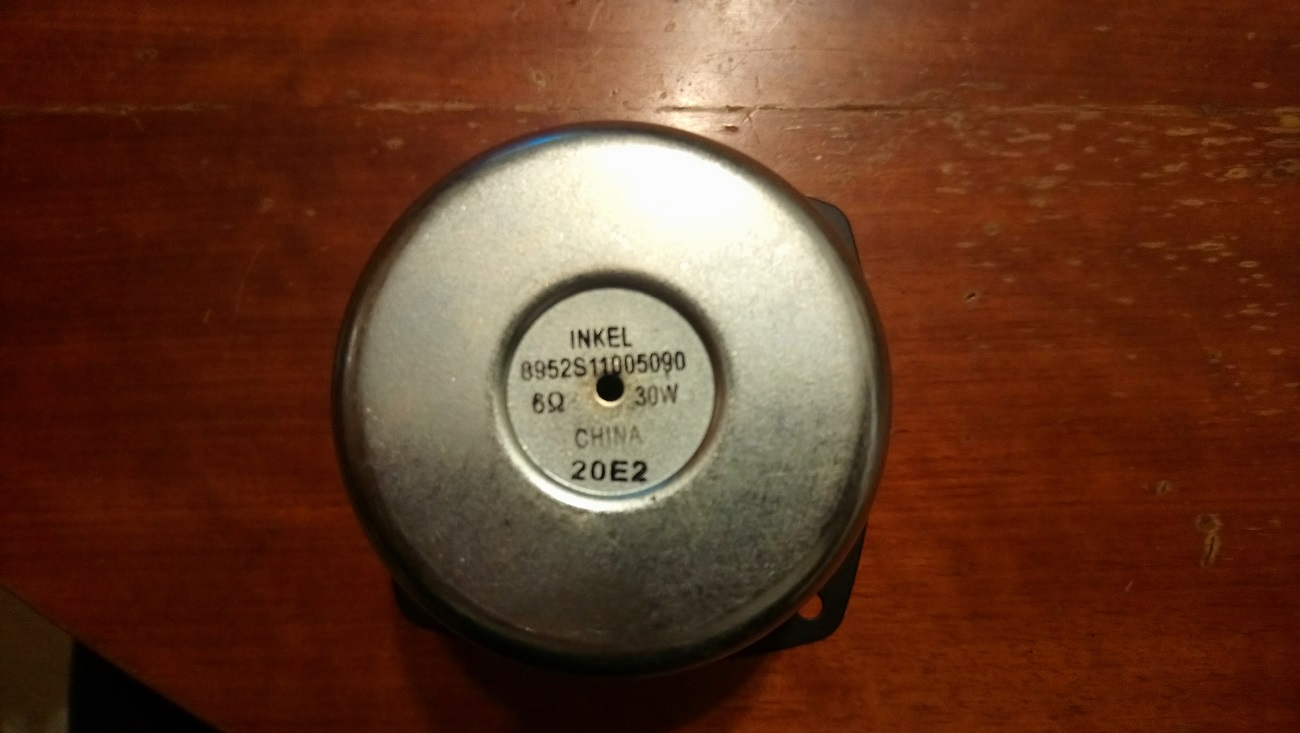 INKEL
8952S11005090
6Ω 30W
CHINA
20E2